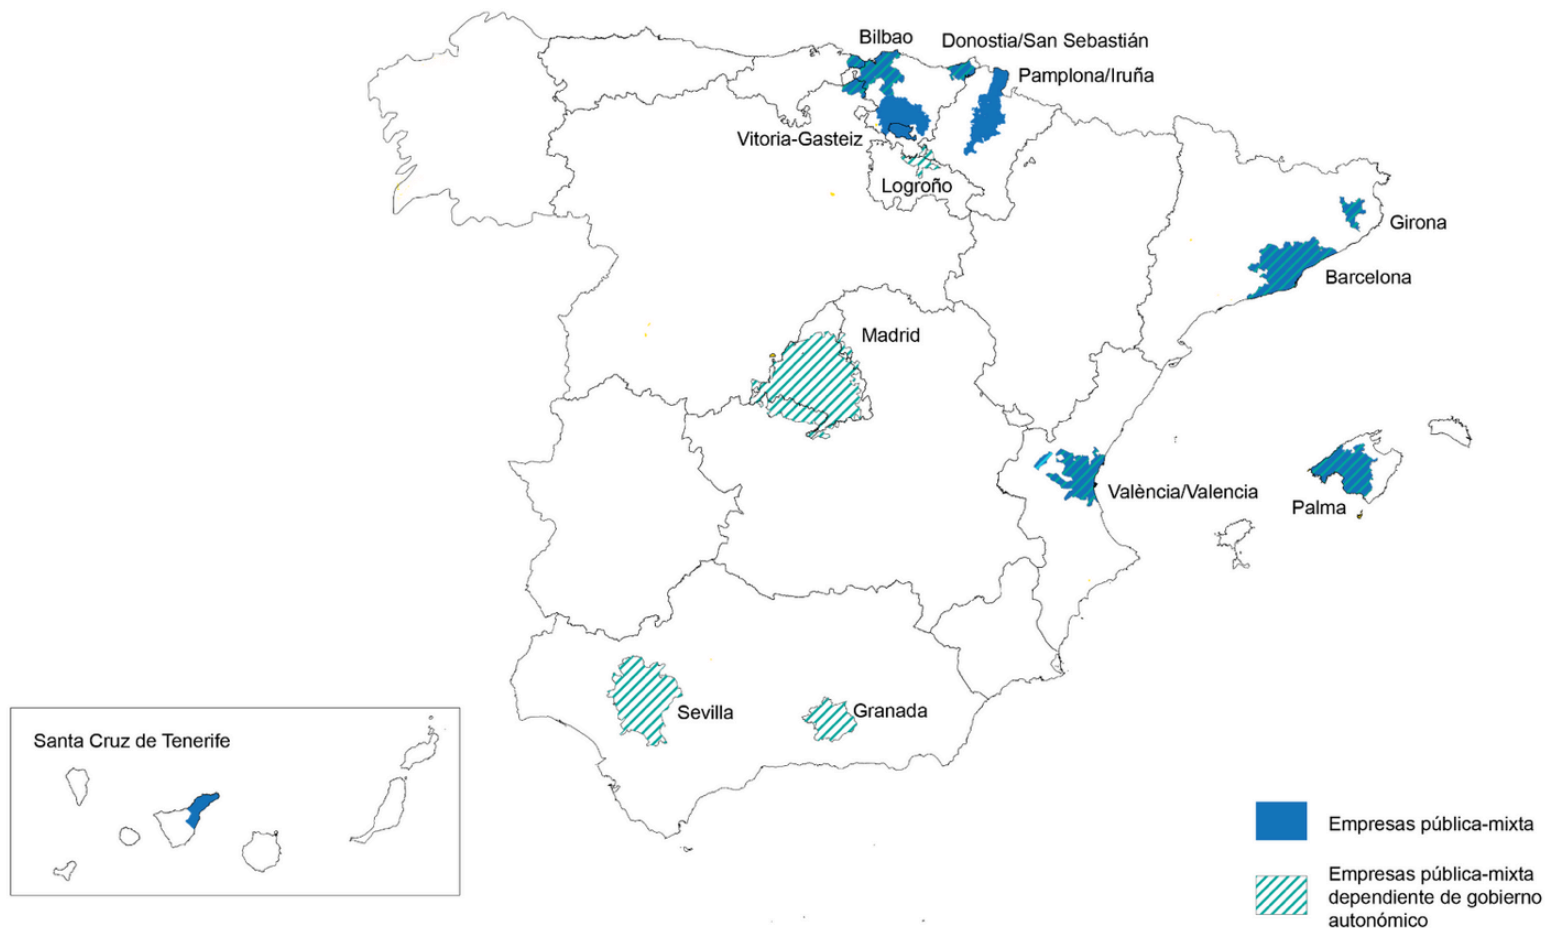 Bilbao
Donostia/San Sebastián
Pamplona/Iruña
Vitoria-Gasteiz
Logroño
Girona
Barcelona
Madrid
València/Valencia
Palma
Sevilla
Granada
Santa Cruz de Tenerife
Empresas pública-mixta
Empresas pública-mixta
dependiente de gobierno
autonómico